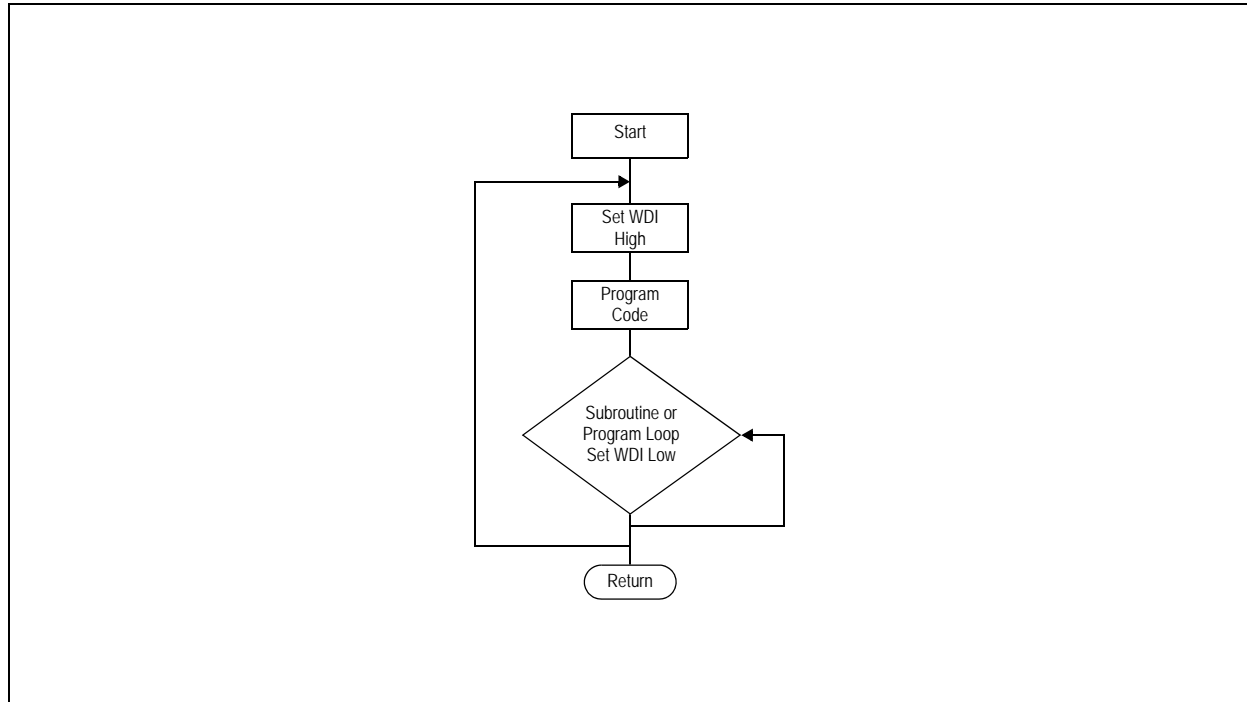 Start
Set WDI
High
Program
Code
Subroutine or
Program Loop
Set WDI Low
Return